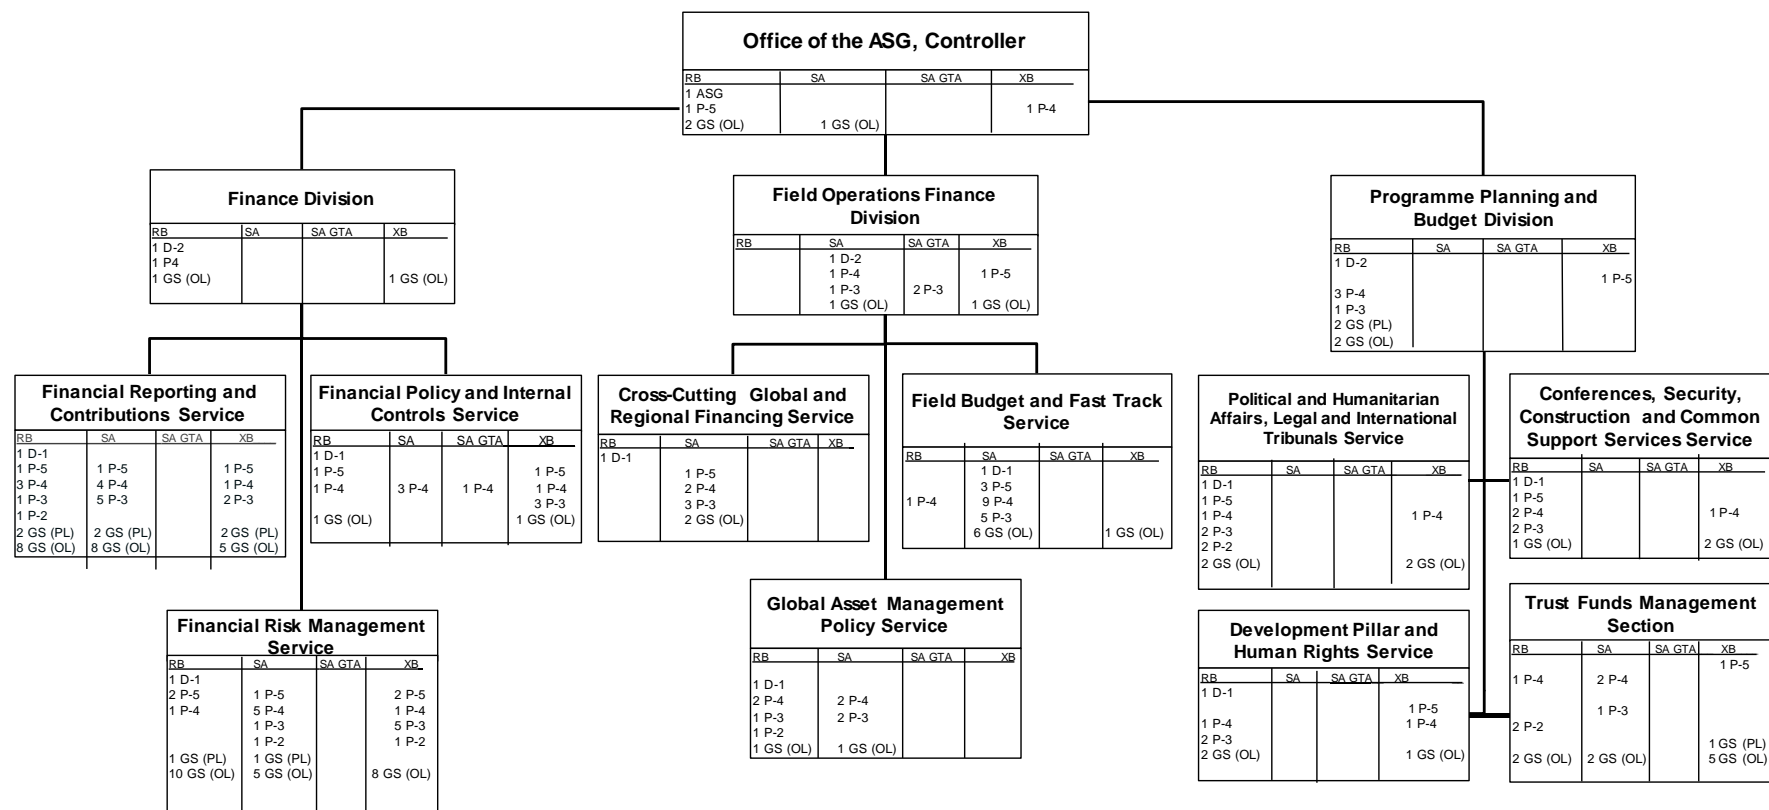 Office of the ASG, Controller
RB SA SA GTA XB
1 ASG
1 P-5 1 P-4
2 GS (OL) 1 GS (OL)
Finance Division
RB SA SA GTA XB
1 D-2
1 P4
1 GS (OL) 1 GS (OL)
Field Operations Finance
Division
RB SA SA GTA XB
1 D-2
1 P-4 1 P-5
1 P-3 2 P-3
1 GS (OL) 1 GS (OL)
Programme Planning and
Budget Division
RB SA SA GTA XB
1 D-2
1 P-5
3 P-4
1 P-3
2 GS (PL)
2 GS (OL)
Financial Reporting and
Contributions Service
RB SA SA GTA XB
1 D-1
1 P-5 1 P-5 1 P-5
3 P-4 4 P-4 1 P-4
1 P-3 5 P-3 2 P-3
1 P-2
2 GS (PL) 2 GS (PL) 2 GS (PL)
8 GS (OL) 8 GS (OL) 5 GS (OL)
Financial Policy and Internal
Controls Service
RB SA SA GTA XB
1 D-1
1 P-5 1 P-5
1 P-4 3 P-4 1 P-4 1 P-4
3 P-3
1 GS (OL) 1 GS (OL)
Cross-Cutting Global and
Regional Financing Service
RB SA SA GTA XB
1 D-1
1 P-5
2 P-4
3 P-3
2 GS (OL)
Field Budget and Fast Track
Service
RB SA SA GTA XB
1 D-1
3 P-5
1 P-4 9 P-4
5 P-3
6 GS (OL) 1 GS (OL)
Political and Humanitarian
Affairs, Legal and International
Tribunals Service
RB SA SA GTA XB
1 D-1
1 P-5
1 P-4 1 P-4
2 P-3
2 P-2
2 GS (OL) 2 GS (OL)
Conferences, Security,
Construction and Common
Support Services Service
RB SA SA GTA XB
1 D-1
1 P-5
2 P-4 1 P-4
2 P-3
1 GS (OL) 2 GS (OL)
Financial Risk Management
Service
RB SA SA GTA XB
1 D-1
2 P-5 1 P-5 2 P-5
1 P-4 5 P-4 1 P-4
1 P-3 5 P-3
1 P-2 1 P-2
1 GS (PL) 1 GS (PL)
10 GS (OL) 5 GS (OL) 8 GS (OL)
Global Asset Management
Policy Service
RB SA SA GTA XB
1 D-1
2 P-4 2 P-4
1 P-3 2 P-3
1 P-2
1 GS (OL) 1 GS (OL)
Development Pillar and
Human Rights Service
RB SA SA GTA XB
1 D-1
1 P-5
1 P-4 1 P-4
2 P-3
2 GS (OL) 1 GS (OL)
Trust Funds Management
Section
RB SA SA GTA XB
1 P-5
1 P-4 2 P-4
1 P-3
2 P-2
1 GS (PL)
2 GS (OL) 2 GS (OL) 5 GS (OL)